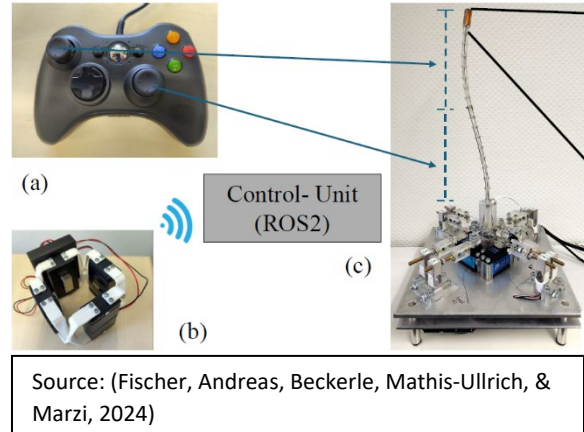 (a)
Control- Unit
(ROS2)
(c)
(b)
Source: (Fischer, Andreas, Beckerle, Mathis-Ullrich, &
Marzi, 2024)